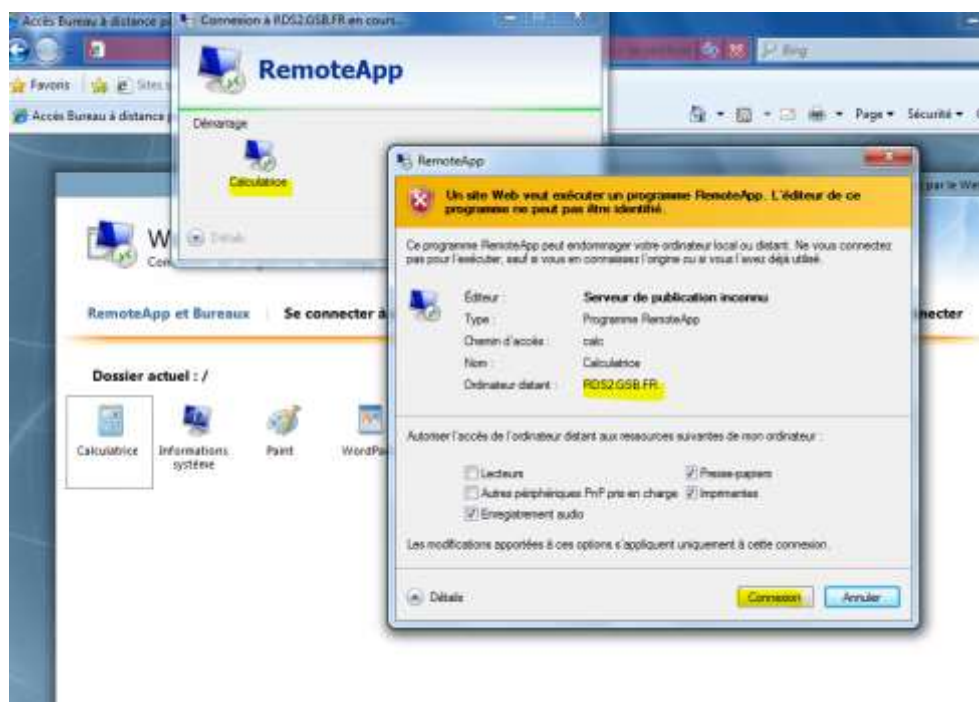 Accès Bureau à distance
Connexion à RDS2.GSB.FR en cours...
Bing
Favoris
Accès Bureau à distance
Page
Sécurité
RemoteApp
Démarrage
Calculatrice
Détails
RemoteApp
Un site Web veut exécuter un programme RemoteApp. L'éditeur de ce
programme ne peut pas être identifié.
Ce programme RemoteApp peut endommager votre ordinateur local ou distant. Ne vous connectez
pas pour l'exécuter, sauf si vous en connaissez l'origine ou si vous l'avez déjà utilisé.
Éditeur : Serveur de publication inconnu
Type : Programme RemoteApp
Chemin d'accès : calc
Nom : Calculatrice
Ordinateur distant : RDS2.GSB.FR
Autoriser l'accès de l'ordinateur distant aux ressources suivantes de mon ordinateur :
Lecteurs
Presse-papiers
Autres périphériques PnP pris en charge
Imprimantes
Enregistrement audio
Les modifications apportées à ces options s'appliquent uniquement à cette connexion.
Détails
Connexion
Annuler
par le We
RemoteApp et Bureaux
Se connecter à
necter
Dossier actuel : /
Calculatrice
Informations
système
Paint
WordPa